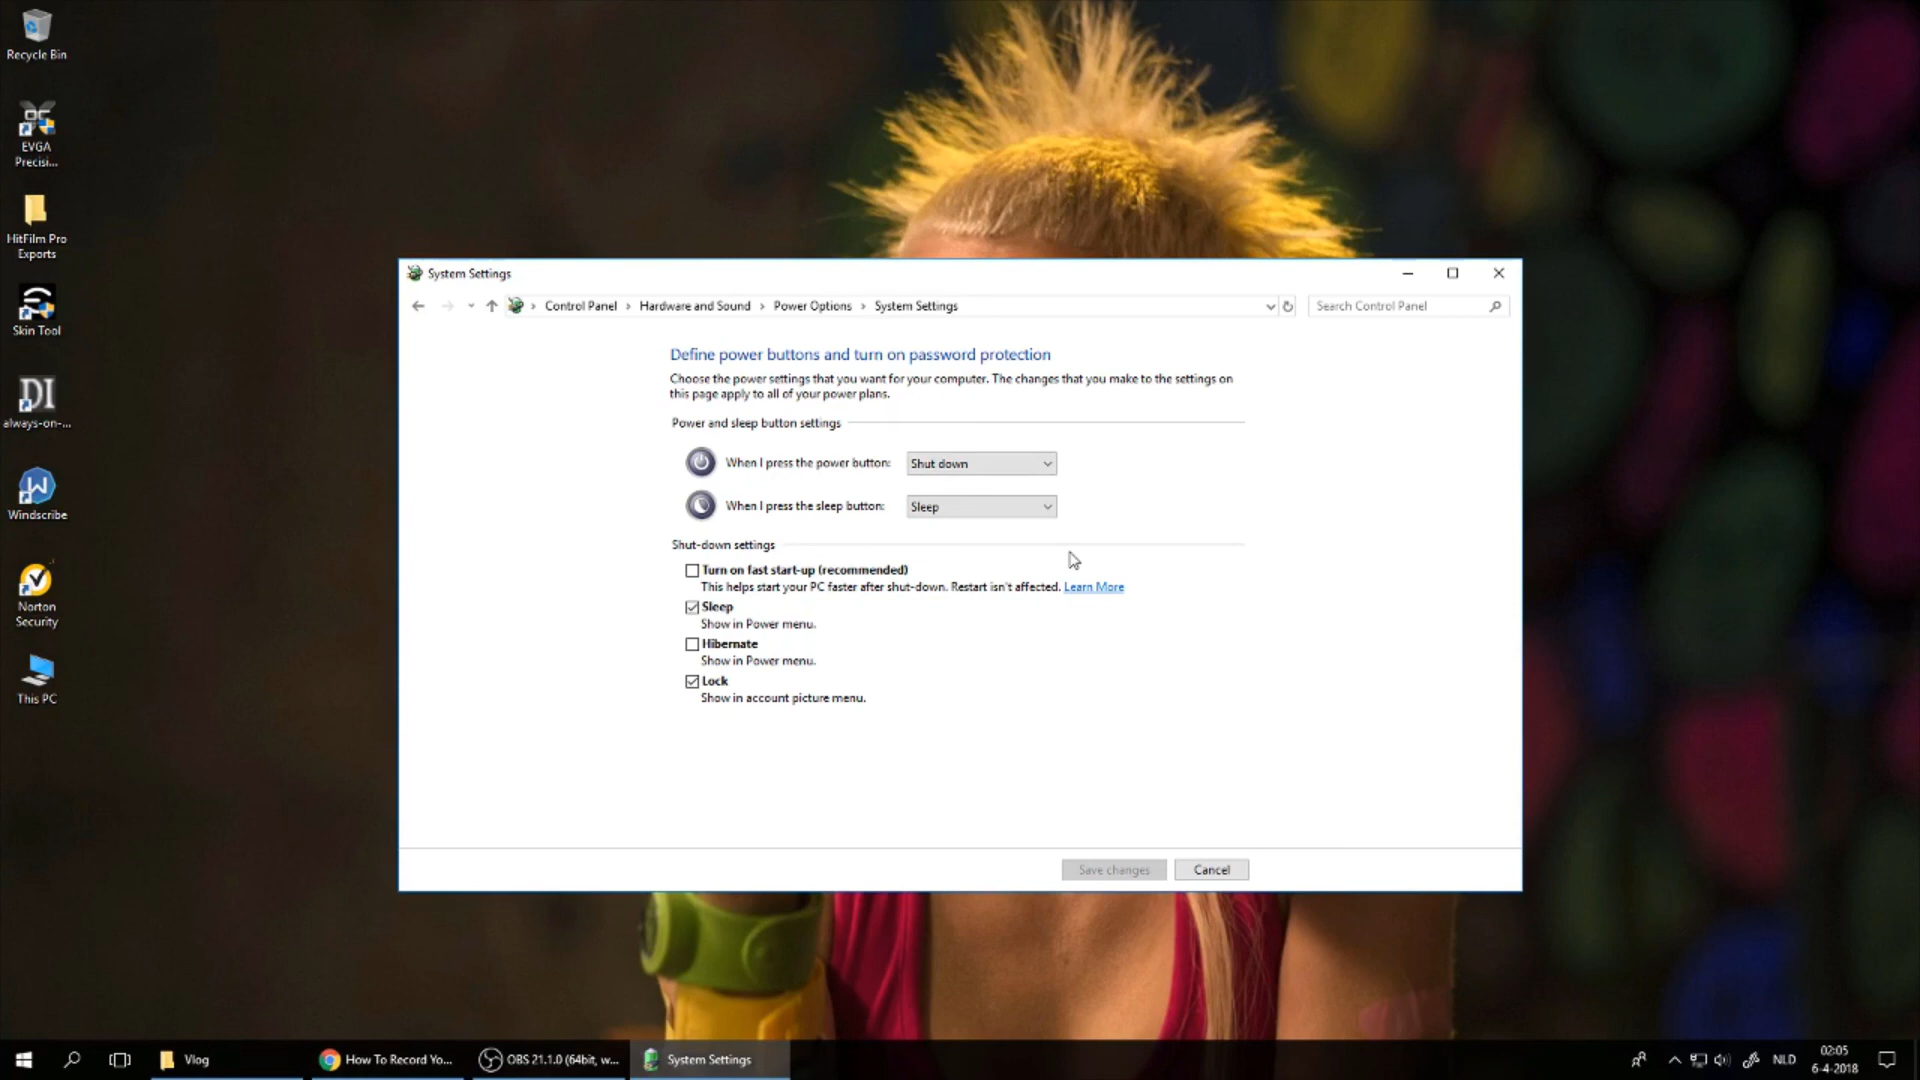 Recycle Bin
EVGA
Precisi...
HitFilm Pro
Exports
Skin Tool
DI
always-on-...
Windscribe
Norton
Security
This PC
System Settings
Control Panel > Hardware and Sound > Power Options > System Settings
Search Control Panel
Define power buttons and turn on password protection
Choose the power settings that you want for your computer. The changes that you make to the settings on
this page apply to all of your power plans.
Power and sleep button settings
When I press the power button: Shut down
When I press the sleep button: Sleep
Shut-down settings
Turn on fast start-up (recommended)
This helps start your PC faster after shut-down. Restart isn't affected. Learn More
Sleep
Show in Power menu.
Hibernate
Show in Power menu.
Lock
Show in account picture menu.
Save changes Cancel
Vlog How To Record Yo... OBS 21.1.0 (64bit, w... System Settings NLD
02:05
6-4-2018